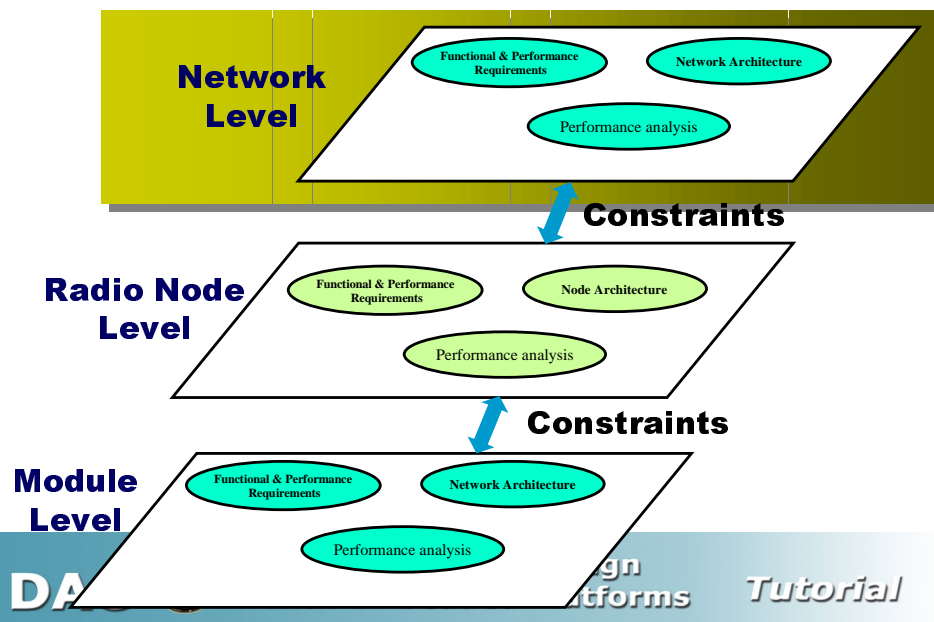 Functional & Performance
Requirements
Network Architecture
Network
Level
Performance analysis
Constraints
Radio Node
Level
Functional & Performance
Requirements
Node Architecture
Performance analysis
Constraints
Module
Level
Functional & Performance
Requirements
Network Architecture
Performance analysis
Tutorial